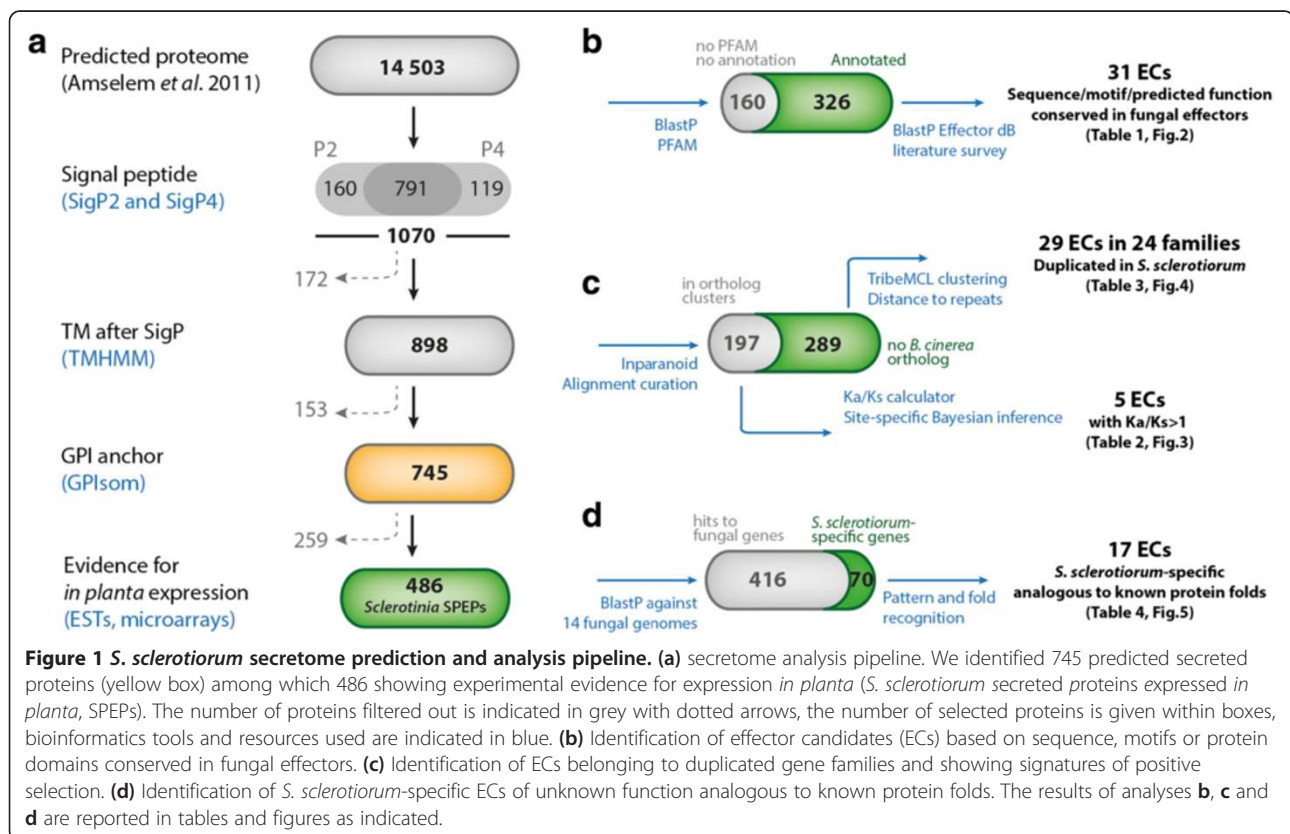 a
Predicted proteome
(Amselem et al. 2011)
14 503
Signal peptide
(SigP2 and SigP4)
P2
P4
160
791
119
1070
172
TM after SigP
(TMHMM)
898
153
GPI anchor
(GPIsom)
745
259
Evidence for
in planta expression
(ESTs, microarrays)
486
Sclerotinia SPEPs
b
no PFAM
no annotation
Annotated
160
326
BlastP
PFAM
BlastP Effector dB
literature survey
31 ECs
Sequence/motif/predicted function
conserved in fungal effectors
(Table 1, Fig.2)
c
in ortholog
clusters
197
289
no B. cinerea
ortholog
Inparanoid
Alignment curation
TribeMCL clustering
Distance to repeats
29 ECs in 24 families
Duplicated in S. sclerotiorum
(Table 3, Fig.4)
Ka/Ks calculator
Site-specific Bayesian inference
5 ECs
with Ka/Ks>1
(Table 2, Fig.3)
d
hits to
fungal genes
S. sclerotiorum-
specific genes
416
70
BlastP against
14 fungal genomes
Pattern and fold
recognition
17 ECs
S. sclerotiorum-specific
analogous to known protein folds
(Table 4, Fig.5)
Figure 1 S. sclerotiorum secretome prediction and analysis pipeline. (a) secretome analysis pipeline. We identified 745 predicted secreted
proteins (yellow box) among which 486 showing experimental evidence for expression in planta (S. sclerotiorum secreted proteins expressed in
planta, SPEPs). The number of proteins filtered out is indicated in grey with dotted arrows, the number of selected proteins is given within boxes,
bioinformatics tools and resources used are indicated in blue. (b) Identification of effector candidates (ECs) based on sequence, motifs or protein
domains conserved in fungal effectors. (c) Identification of ECs belonging to duplicated gene families and showing signatures of positive
selection. (d) Identification of S. sclerotiorum-specific ECs of unknown function analogous to known protein folds. The results of analyses b, c and
d are reported in tables and figures as indicated.